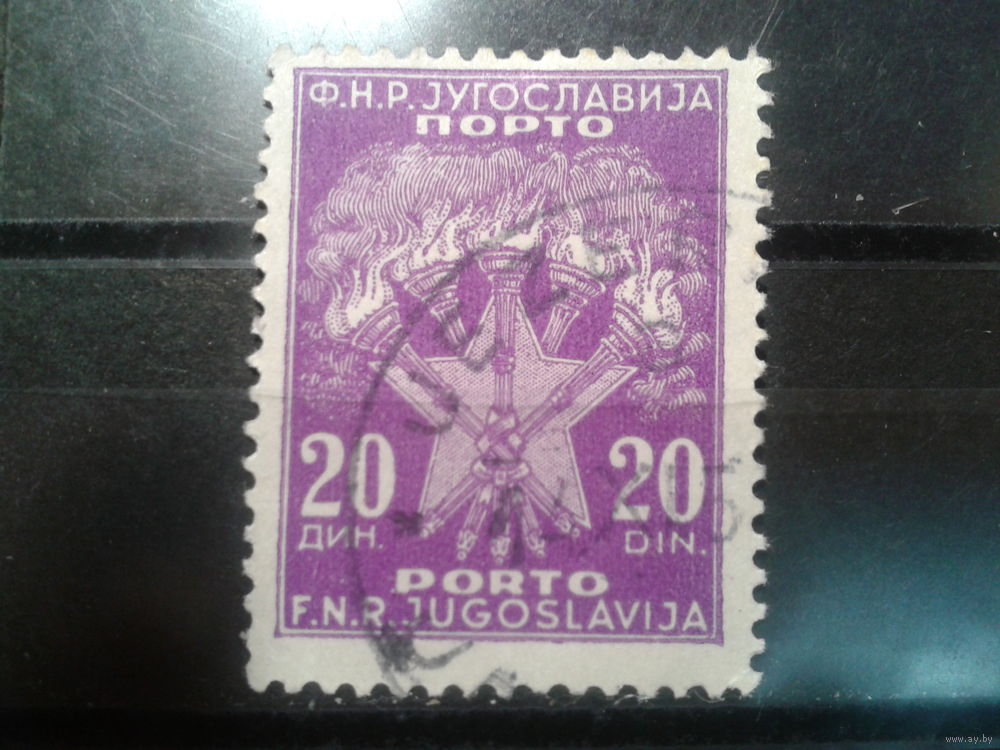 Ф.Н.Р. ЈУГОСЛАВИЈА
ПОРТО
20 20
ДИН. DIN.
PORTO
F.N.R. JUGOSLAVIJA
www.ay.by